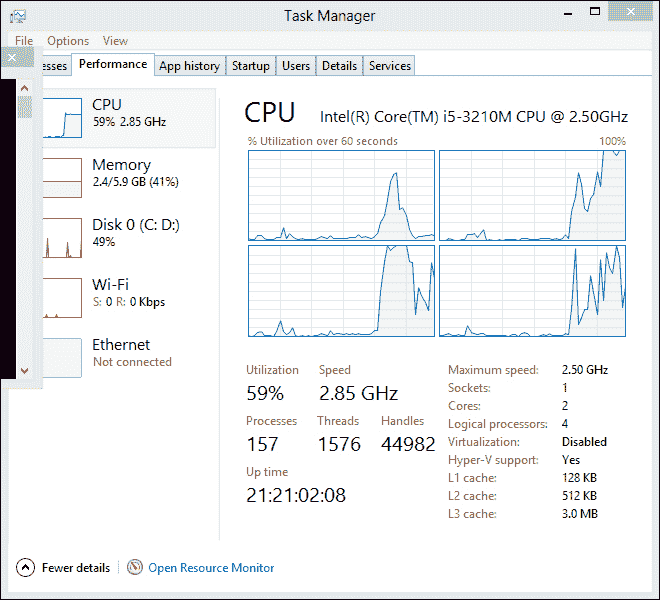 Task Manager
File Options View
esses Performance App history Startup Users Details Services
CPU
59% 2.85 GHz
Memory
2.4/5.9 GB (41%)
Disk 0 (C: D:)
49%
Wi-Fi
S: 0 R: 0 Kbps
Ethernet
Not connected
CPU Intel(R) Core(TM) i5-3210M CPU @ 2.50GHz
% Utilization over 60 seconds 100%
Utilization Speed
59% 2.85 GHz
Processes Threads Handles
157 1576 44982
Up time
21:21:02:08
Maximum speed: 2.50 GHz
Sockets: 1
Cores: 2
Logical processors: 4
Virtualization: Disabled
Hyper-V support: Yes
L1 cache: 128 KB
L2 cache: 512 KB
L3 cache: 3.0 MB
Fewer details Open Resource Monitor